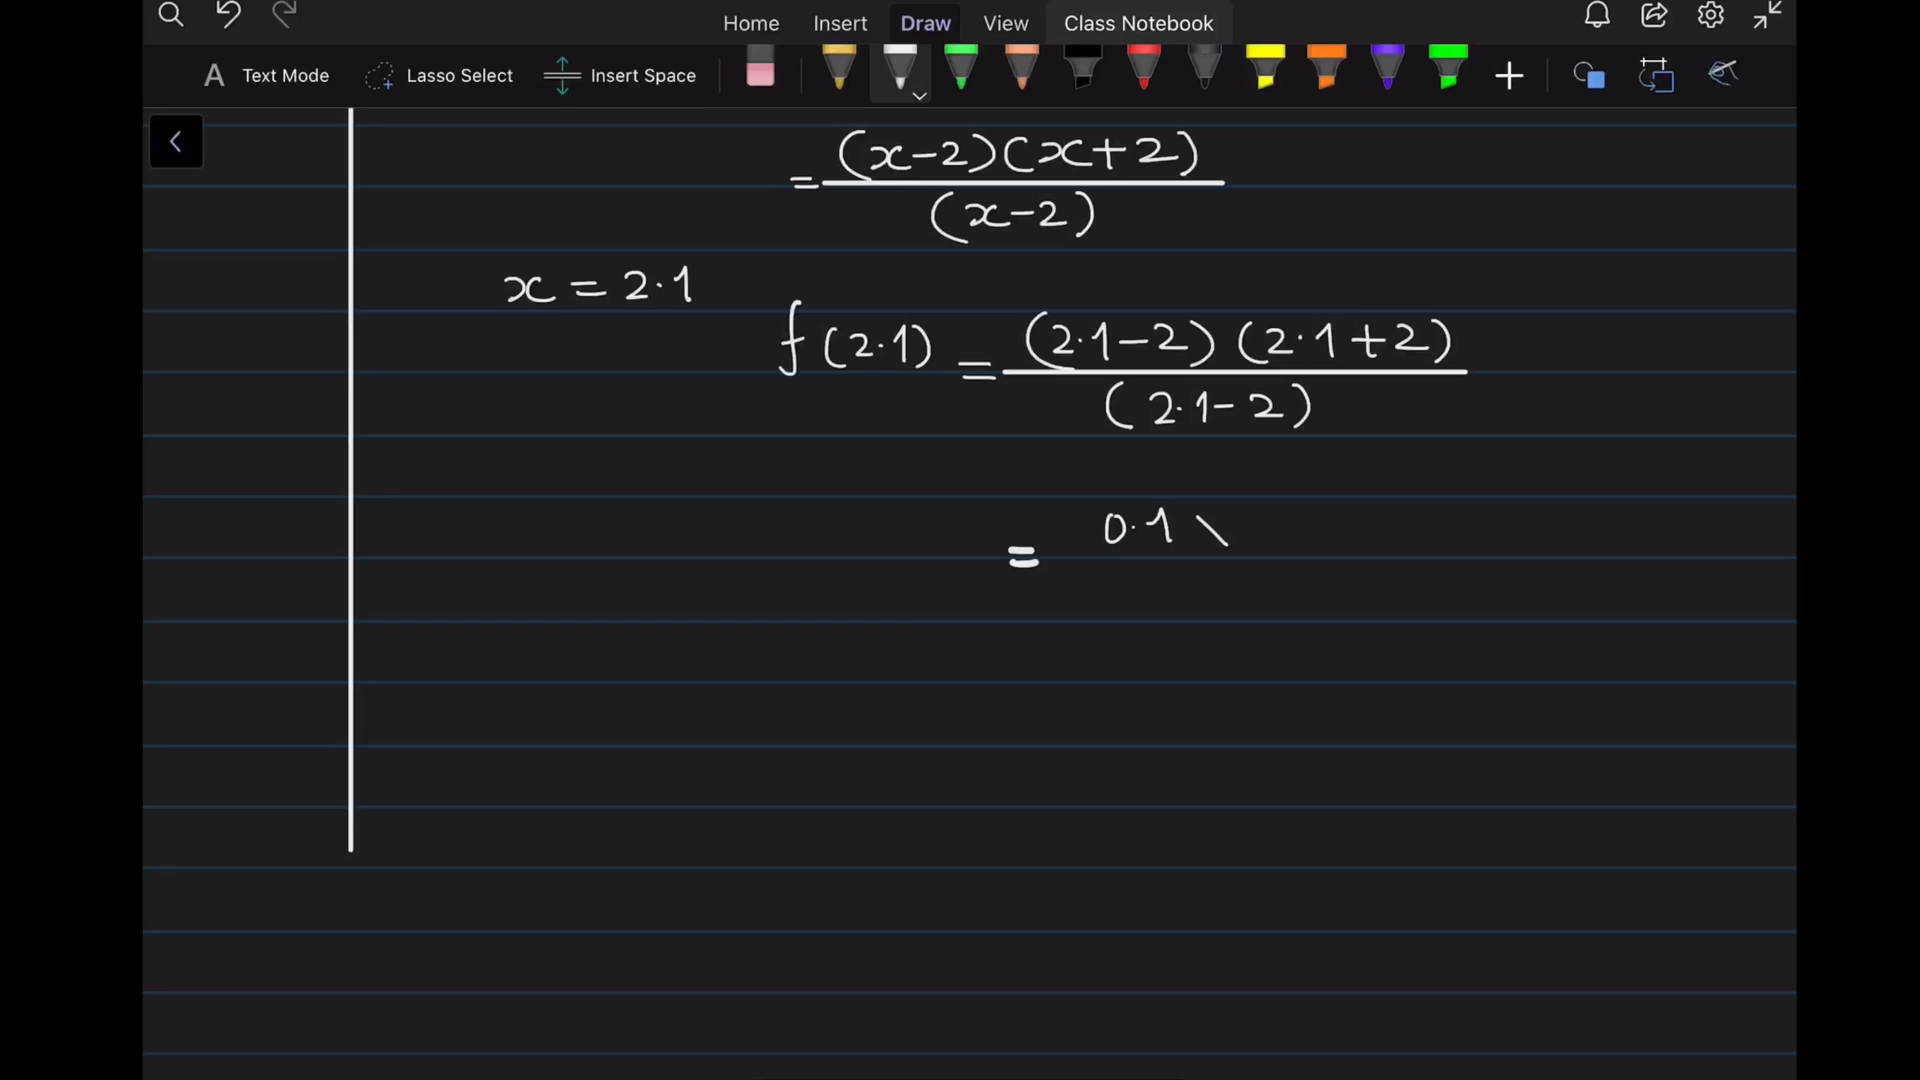 Home Insert Draw View Class Notebook
A Text Mode Lasso Select Insert Space
= (x-2)(x+2) / (x-2)
x = 2·1
f(2·1) = (2·1-2)(2·1+2) / (2·1-2)
= 0·1 \